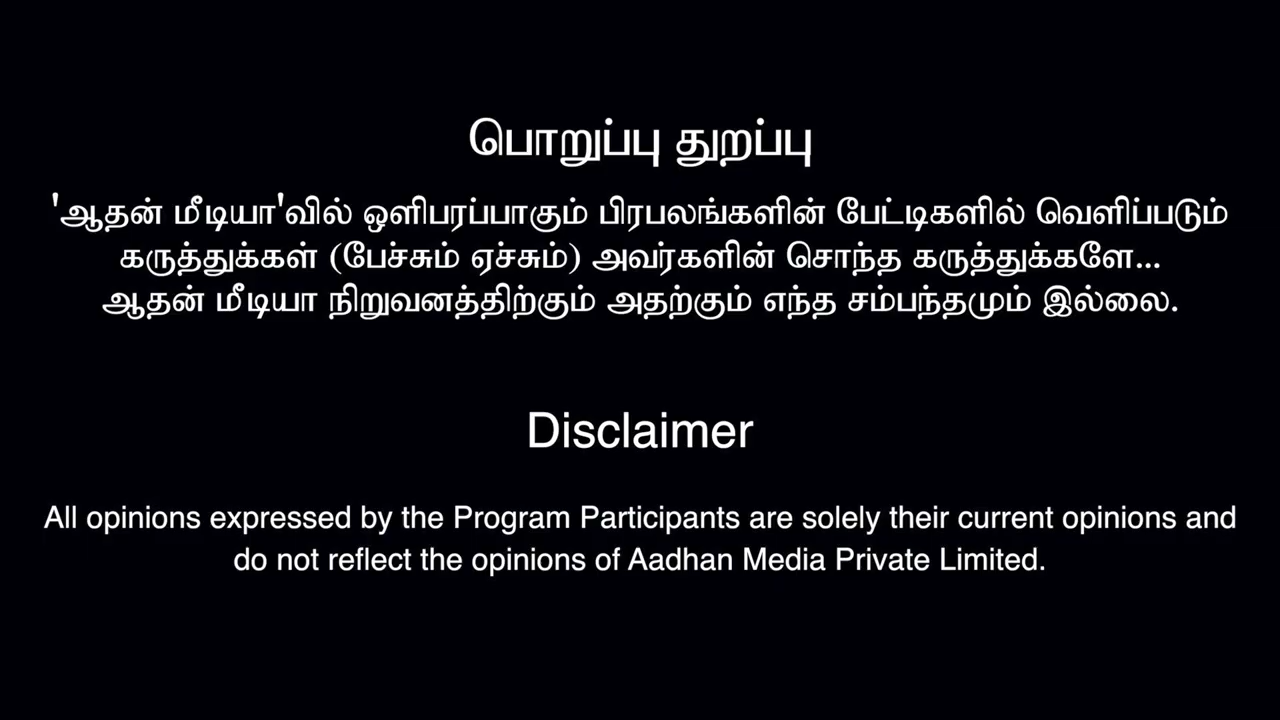 பொறுப்பு துறப்பு
'ஆதன் மீடியா'வில் ஒளிபரப்பாகும் பிரபலங்களின் பேட்டிகளில் வெளிப்படும்
கருத்துக்கள் (பேச்சும் ஏச்சும்) அவர்களின் சொந்த கருத்துக்களே...
ஆதன் மீடியா நிறுவனத்திற்கும் அதற்கும் எந்த சம்பந்தமும் இல்லை.
Disclaimer
All opinions expressed by the Program Participants are solely their current opinions and
do not reflect the opinions of Aadhan Media Private Limited.